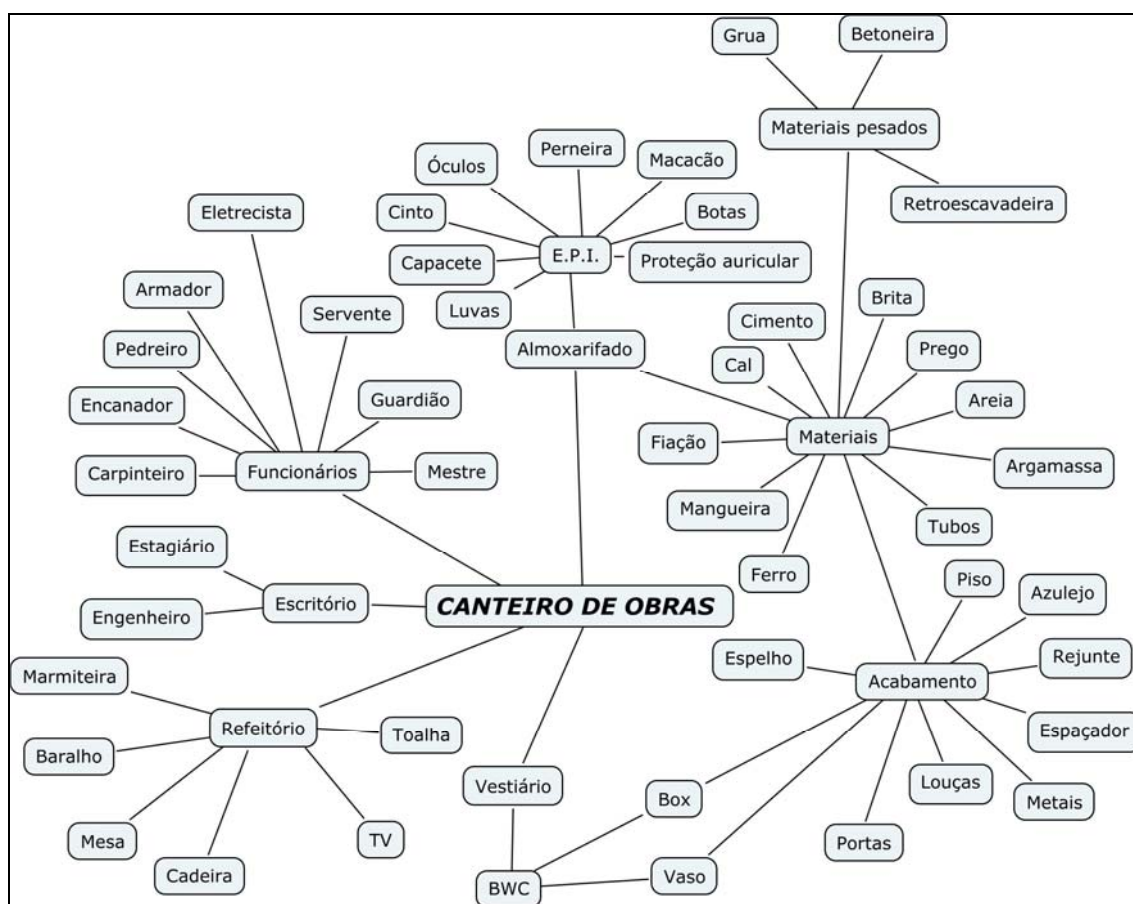 Grua
Betoneira
Materiais pesados
Retroescavadeira
Perneira
Óculos
Macacão
Cinto
Botas
E.P.I.
Capacete
Proteção auricular
Luvas
Eletrecista
Armador
Servente
Pedreiro
Encanador
Guardião
Carpinteiro
Funcionários
Mestre
Almoxarifado
Brita
Cimento
Prego
Cal
Areia
Fiação
Materiais
Argamassa
Mangueira
Tubos
Ferro
Estagiário
Engenheiro
Escritório
CANTEIRO DE OBRAS
Piso
Azulejo
Espelho
Rejunte
Acabamento
Espaçador
Louças
Metais
Portas
Marmiteira
Refeitório
Toalha
Baralho
Mesa
Cadeira
TV
Vestiário
Box
BWC
Vaso